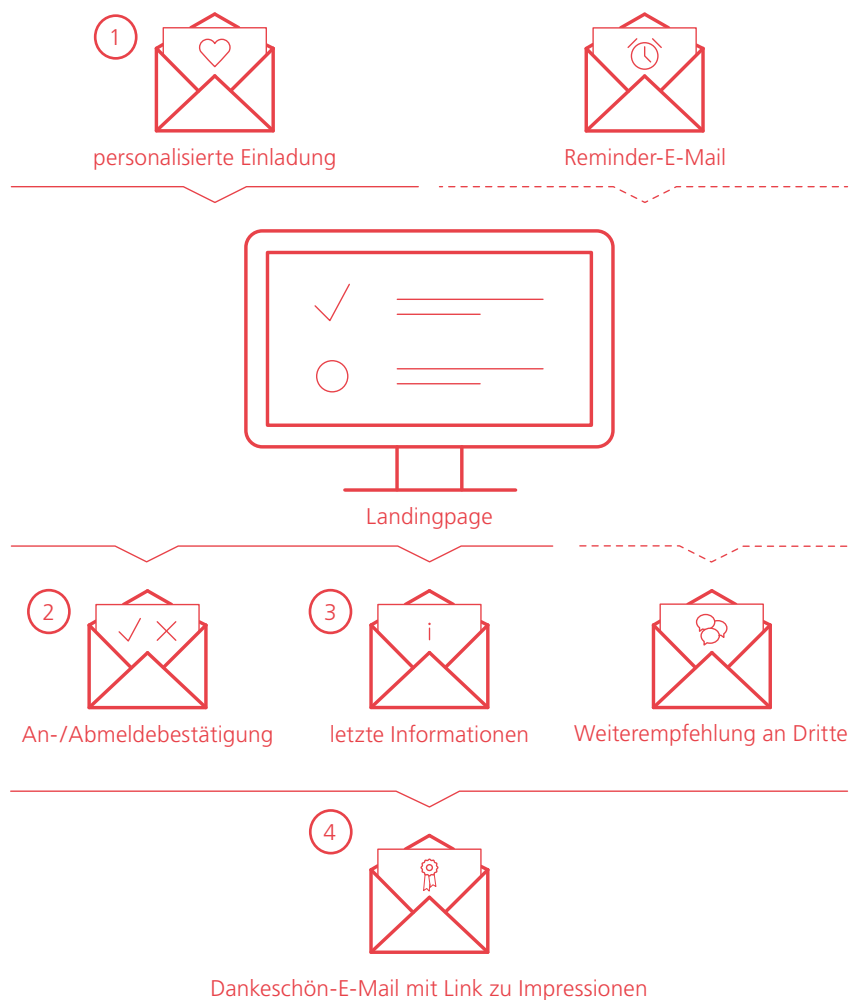 1
personalisierte Einladung
Reminder-E-Mail
Landingpage
2
3
i
An-/Abmeldebestätigung
letzte Informationen
Weiterempfehlung an Dritte
4
Dankeschön-E-Mail mit Link zu Impressionen